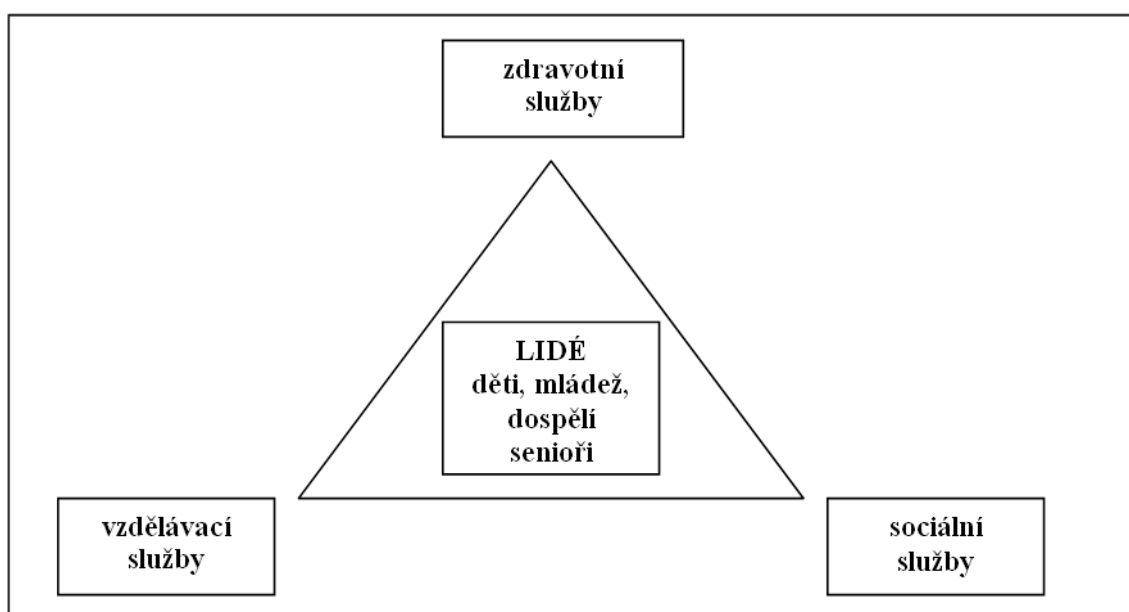 zdravotní
služby
LIDÉ
děti, mládež,
dospělí
senioři
vzdělávací
služby
sociální
služby